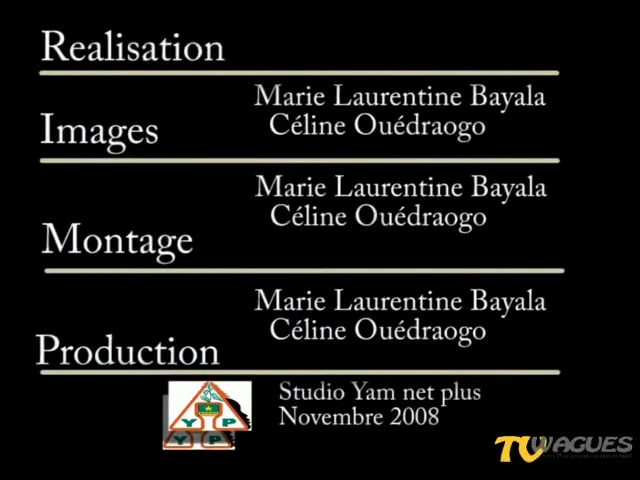 Realisation
Marie Laurentine Bayala
Céline Ouédraogo
Images
Marie Laurentine Bayala
Céline Ouédraogo
Montage
Marie Laurentine Bayala
Céline Ouédraogo
Production
Studio Yam net plus
Novembre 2008
Y P
Y P
TVWAGUES